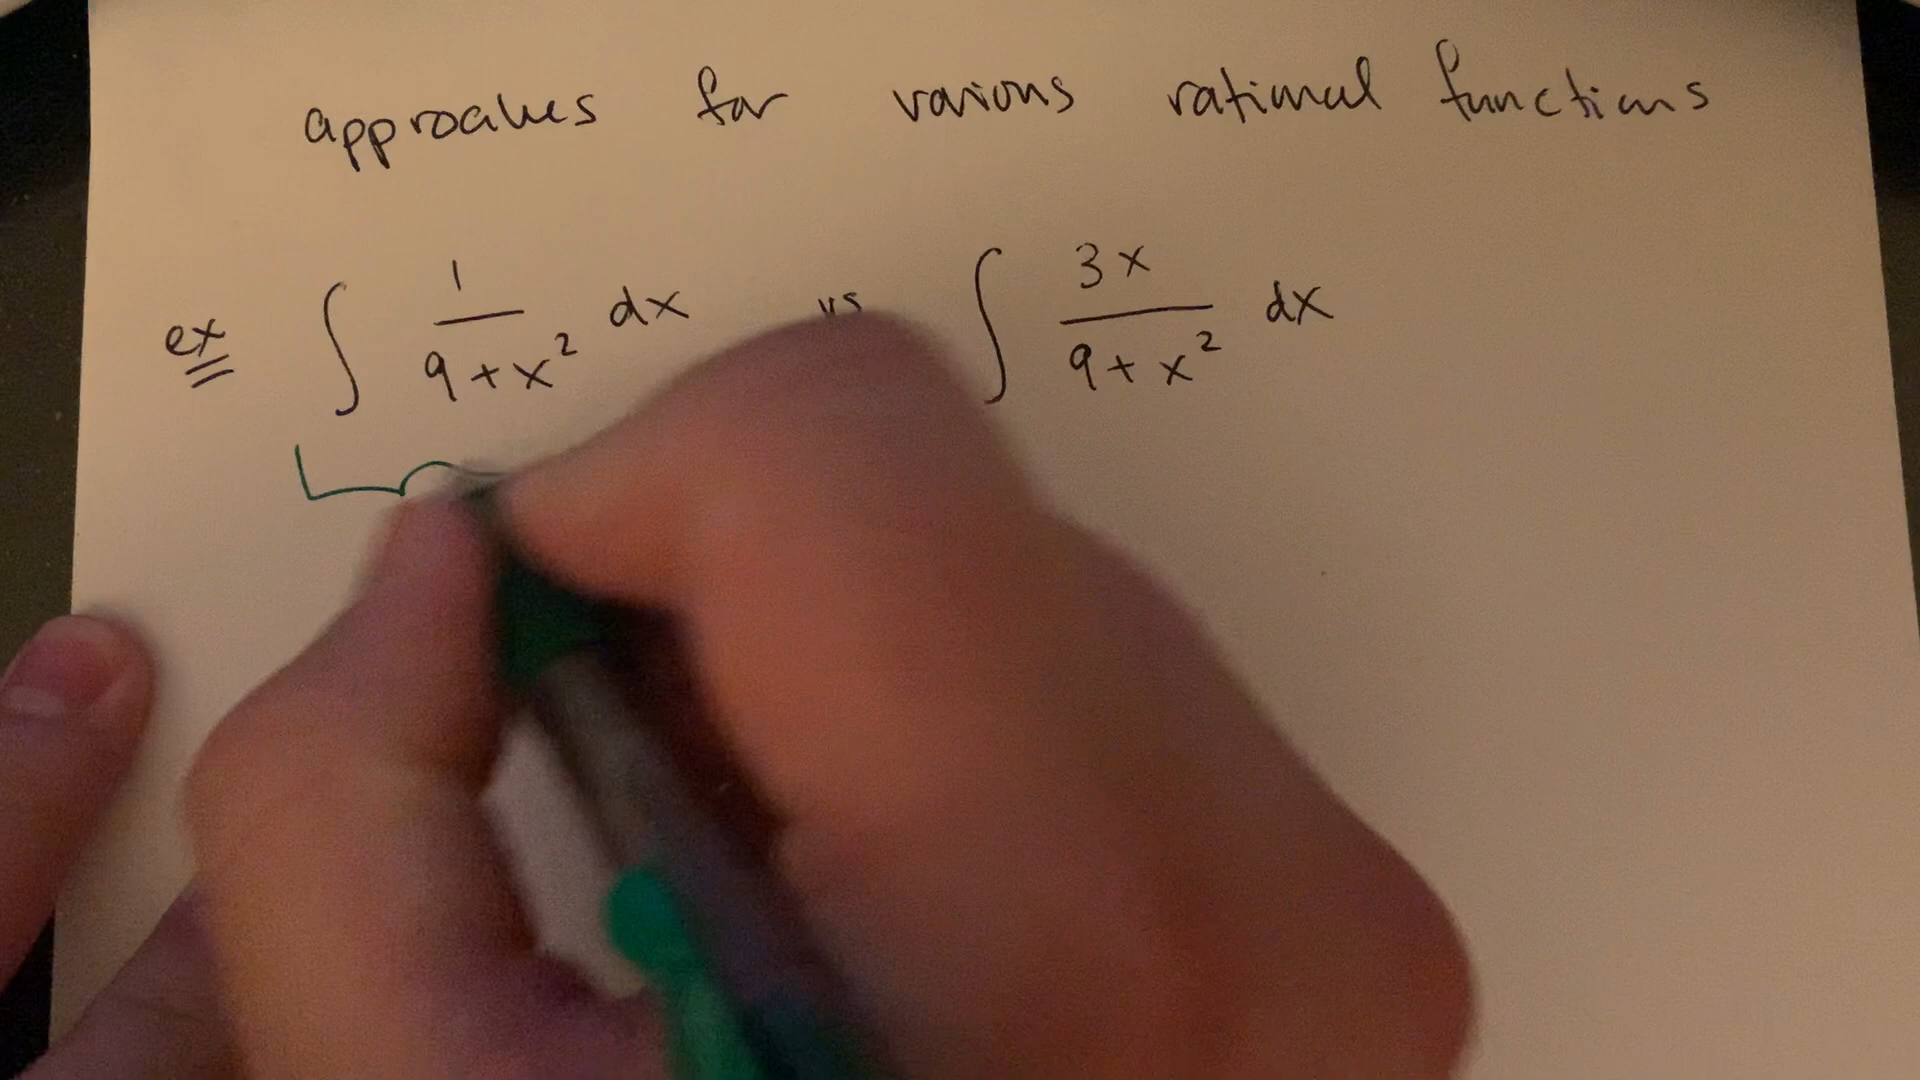 approaches for various rational functions
ex ∫ 1/(9+x²) dx vs ∫ 3x/(9+x²) dx